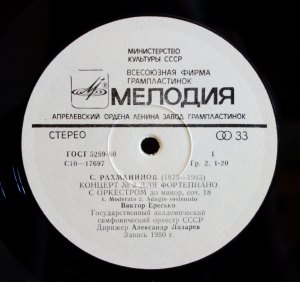 МИНИСТЕРСТВО
КУЛЬТУРЫ СССР
ВСЕСОЮЗНАЯ ФИРМА
ГРАМПЛАСТИНОК
МЕЛОДИЯ
АПРЕЛЕВСКИЙ ОРДЕНА ЛЕНИНА ЗАВОД ГРАМПЛАСТИНОК
СТЕРЕО 33
ГОСТ 5289-80 1
С10—17697 Гр. 2. 1-20
С. РАХМАНИНОВ (1873—1943)
КОНЦЕРТ № 2 ДЛЯ ФОРТЕПИАНО
С ОРКЕСТРОМ до минор, соч. 18
1. Moderato 2. Adagio sostenuto
Виктор Ересько
Государственный академический
симфонический оркестр СССР
Дирижер Александр Лазарев
Запись 1980 г.